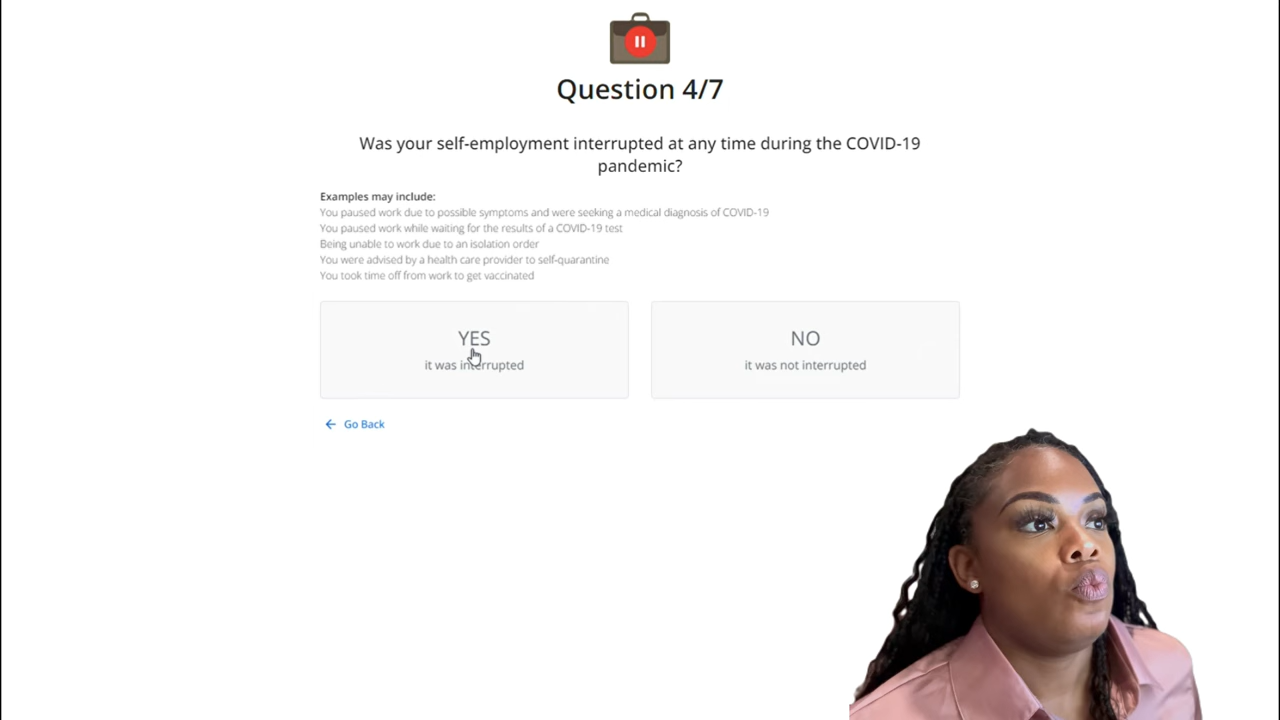 Question 4/7
Was your self-employment interrupted at any time during the COVID-19
pandemic?
Examples may include:
You paused work due to possible symptoms and were seeking a medical diagnosis of COVID-19
You paused work while waiting for the results of a COVID-19 test
Being unable to work due to an isolation order
You were advised by a health care provider to self-quarantine
You took time off from work to get vaccinated
YES
it was interrupted
NO
it was not interrupted
Go Back